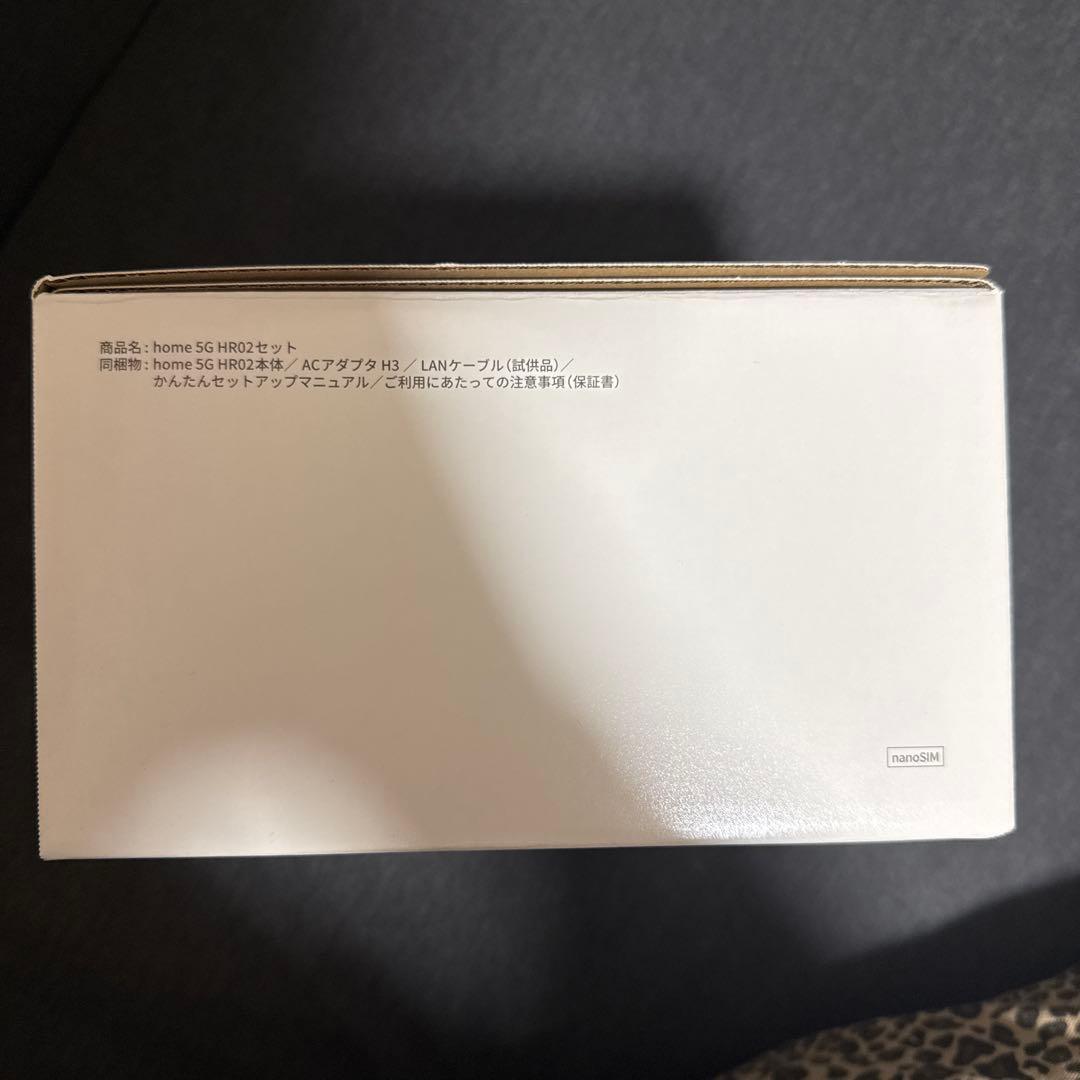 商品名 : home 5G HR02セット
同梱物 : home 5G HR02本体／ ACアダプタ H3 ／ LANケーブル（試供品）／
かんたんセットアップマニュアル／ご利用にあたっての注意事項（保証書）
nanoSIM